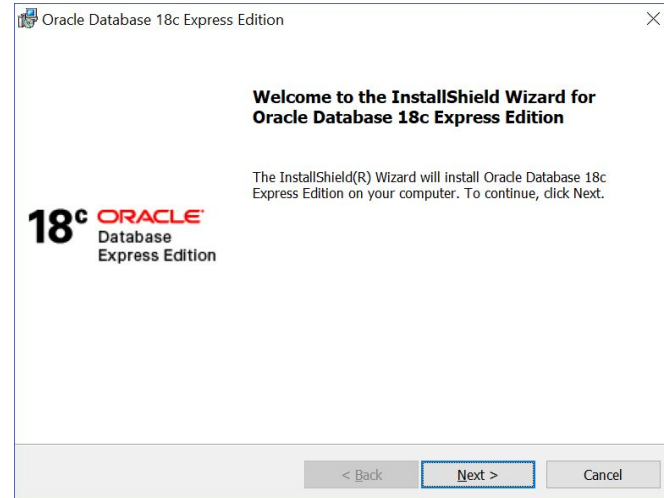 Oracle Database 18c Express Edition
Welcome to the InstallShield Wizard for
Oracle Database 18c Express Edition
The InstallShield(R) Wizard will install Oracle Database 18c
Express Edition on your computer. To continue, click Next.
18c ORACLE
Database
Express Edition
< Back
Next >
Cancel